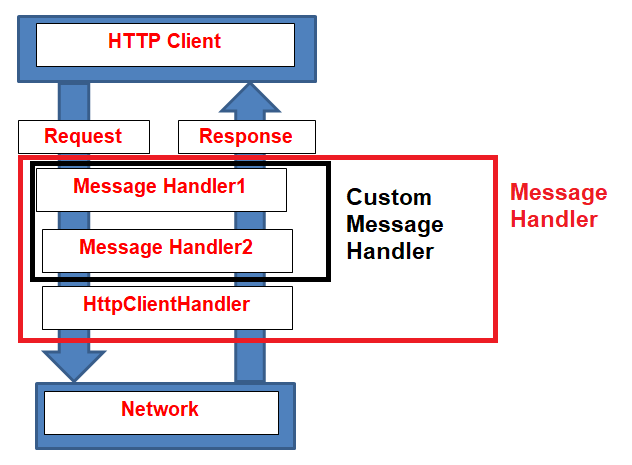 HTTP Client
Request
Response
Message Handler1
Message Handler2
HttpClientHandler
Custom
Message
Handler
Message
Handler
Network